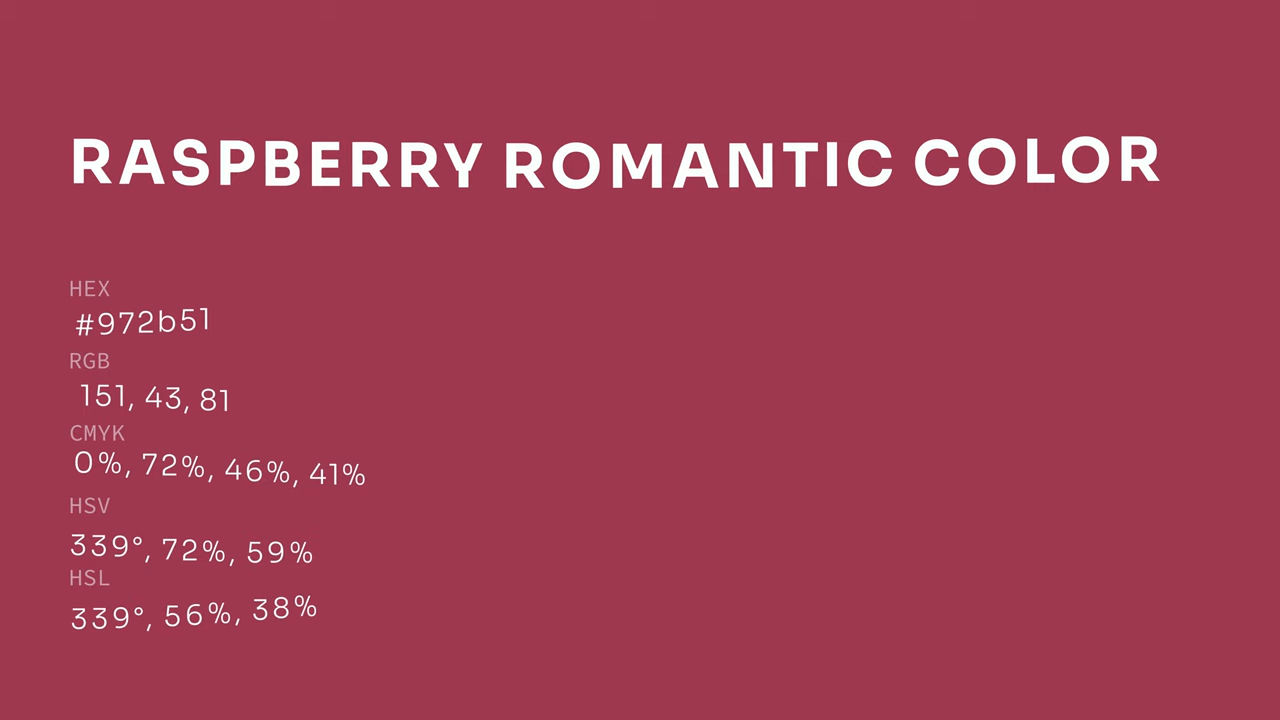 RASPBERRY ROMANTIC COLOR
HEX
#972b51
RGB
151, 43, 81
CMYK
0%, 72%, 46%, 41%
HSV
339°, 72%, 59%
HSL
339°, 56%, 38%